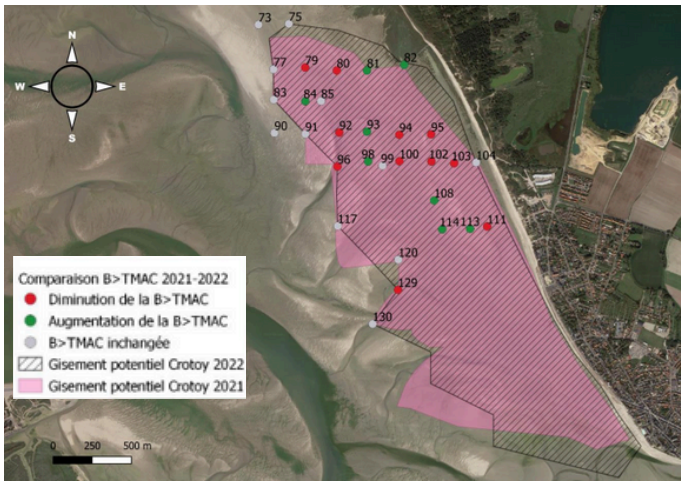 73 75
N
W E
S
77 79 80 81 82
83 84 85
90 91 92 93 94 95
96 98 99 100 102 103 104
108
117 114 113 111
120
129
130
Comparaison B>TMAC 2021-2022
Diminution de la B>TMAC
Augmentation de la B>TMAC
B>TMAC inchangée
Gisement potentiel Crotoy 2022
Gisement potentiel Crotoy 2021
0 250 500 m